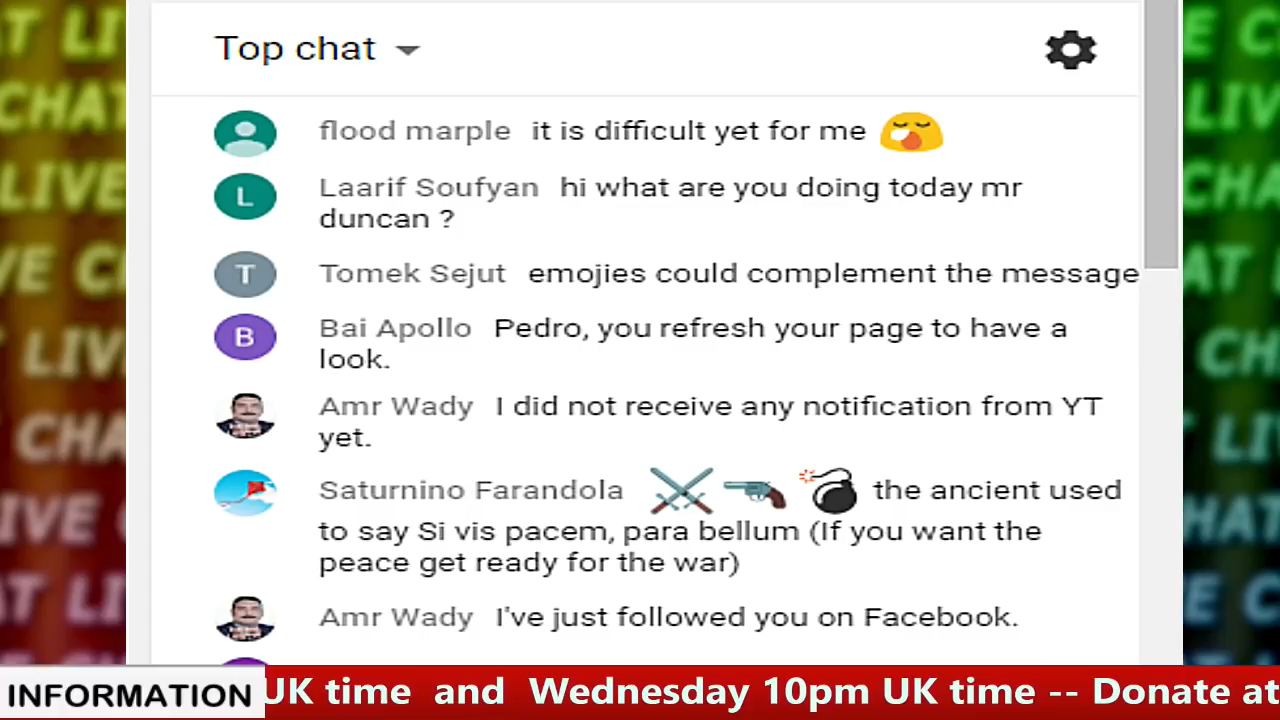 Top chat
flood marple it is difficult yet for me
L Laarif Soufyan hi what are you doing today mr
duncan ?
T Tomek Sejut emojies could complement the message
B Bai Apollo Pedro, you refresh your page to have a
look.
Amr Wady I did not receive any notification from YT
yet.
Saturnino Farandola the ancient used
to say Si vis pacem, para bellum (If you want the
peace get ready for the war)
Amr Wady I've just followed you on Facebook.
INFORMATION UK time and Wednesday 10pm UK time -- Donate at